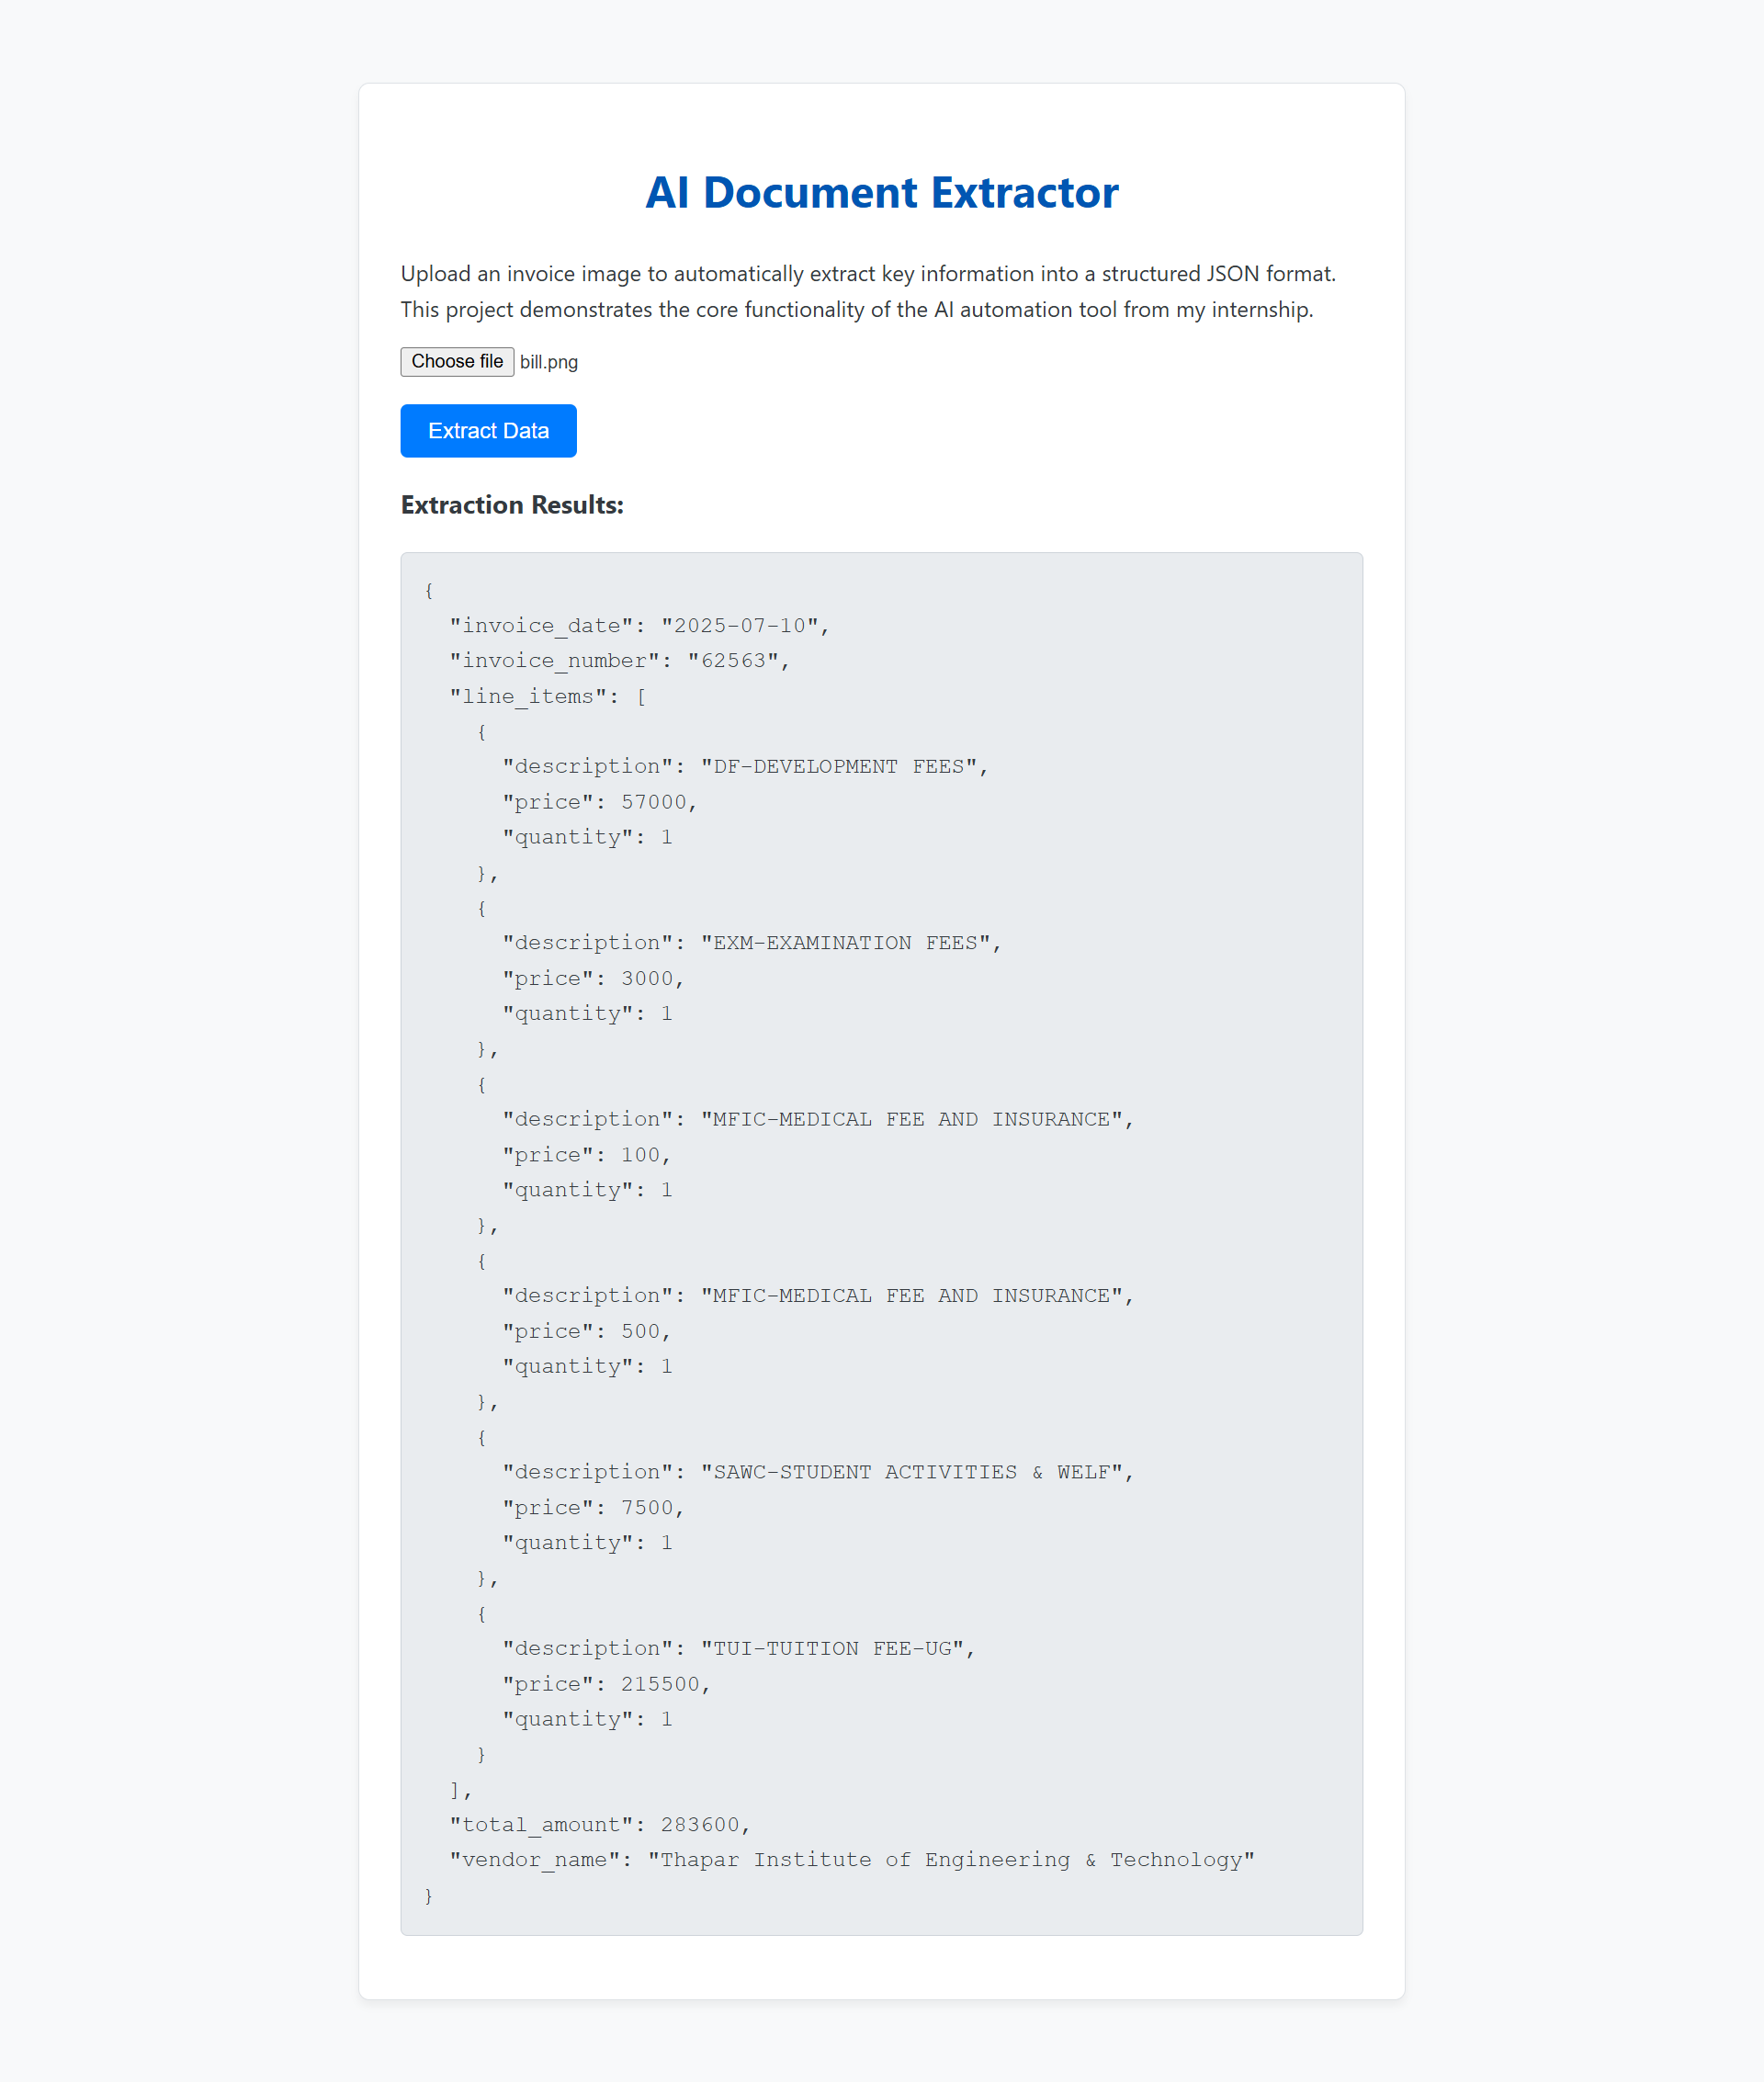 AI Document Extractor
Upload an invoice image to automatically extract key information into a structured JSON format.
This project demonstrates the core functionality of the AI automation tool from my internship.
Choose file bill.png
Extract Data
Extraction Results:
{
  "invoice_date": "2025-07-10",
  "invoice_number": "62563",
  "line_items": [
    {
      "description": "DF-DEVELOPMENT FEES",
      "price": 57000,
      "quantity": 1
    },
    {
      "description": "EXM-EXAMINATION FEES",
      "price": 3000,
      "quantity": 1
    },
    {
      "description": "MFIC-MEDICAL FEE AND INSURANCE",
      "price": 100,
      "quantity": 1
    },
    {
      "description": "MFIC-MEDICAL FEE AND INSURANCE",
      "price": 500,
      "quantity": 1
    },
    {
      "description": "SAWC-STUDENT ACTIVITIES & WELF",
      "price": 7500,
      "quantity": 1
    },
    {
      "description": "TUI-TUITION FEE-UG",
      "price": 215500,
      "quantity": 1
    }
  ],
  "total_amount": 283600,
  "vendor_name": "Thapar Institute of Engineering & Technology"
}